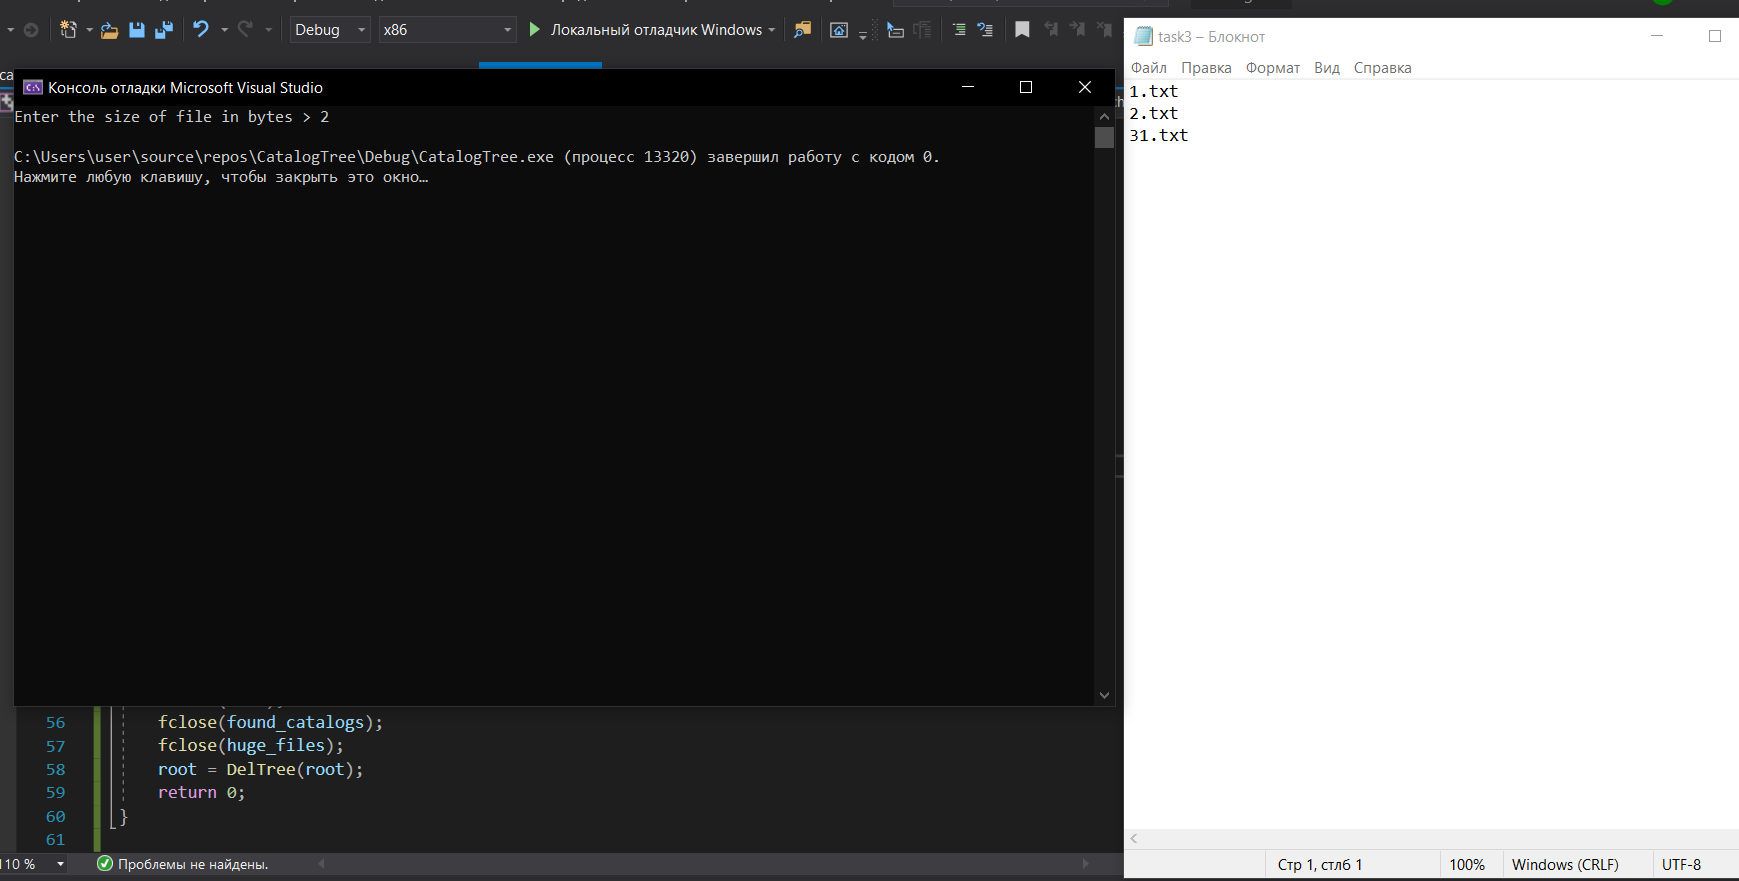 Debug
x86
Локальный отладчик Windows
Консоль отладки Microsoft Visual Studio
Enter the size of file in bytes > 2
C:\Users\user\source\repos\CatalogTree\Debug\CatalogTree.exe (процесс 13320) завершил работу с кодом 0.
Нажмите любую клавишу, чтобы закрыть это окно…
56 fclose(found_catalogs);
57 fclose(huge_files);
58 root = DelTree(root);
59 return 0;
60 }
61
110 %
Проблемы не найдены.
task3 – Блокнот
Файл Правка Формат Вид Справка
1.txt
2.txt
31.txt
Стр 1, стлб 1
100%
Windows (CRLF)
UTF-8